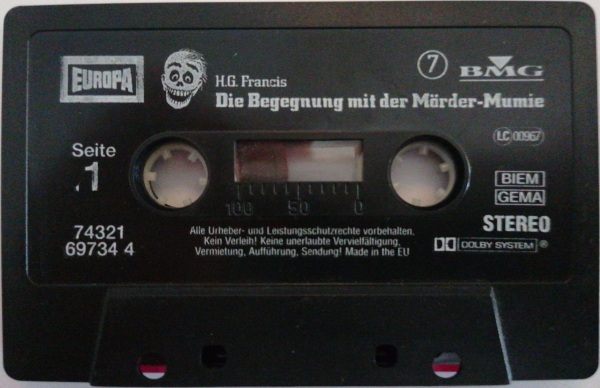 EUROPA
H.G. Francis
7
BMG
Die Begegnung mit der Mörder-Mumie
LC 00967
Seite
1
100 50 0
BIEM
GEMA
74321
69734 4
Alle Urheber- und Leistungsschutzrechte vorbehalten.
Kein Verleih! Keine unerlaubte Vervielfältigung,
Vermietung, Aufführung, Sendung! Made in the EU
STEREO
DOLBY SYSTEM ®